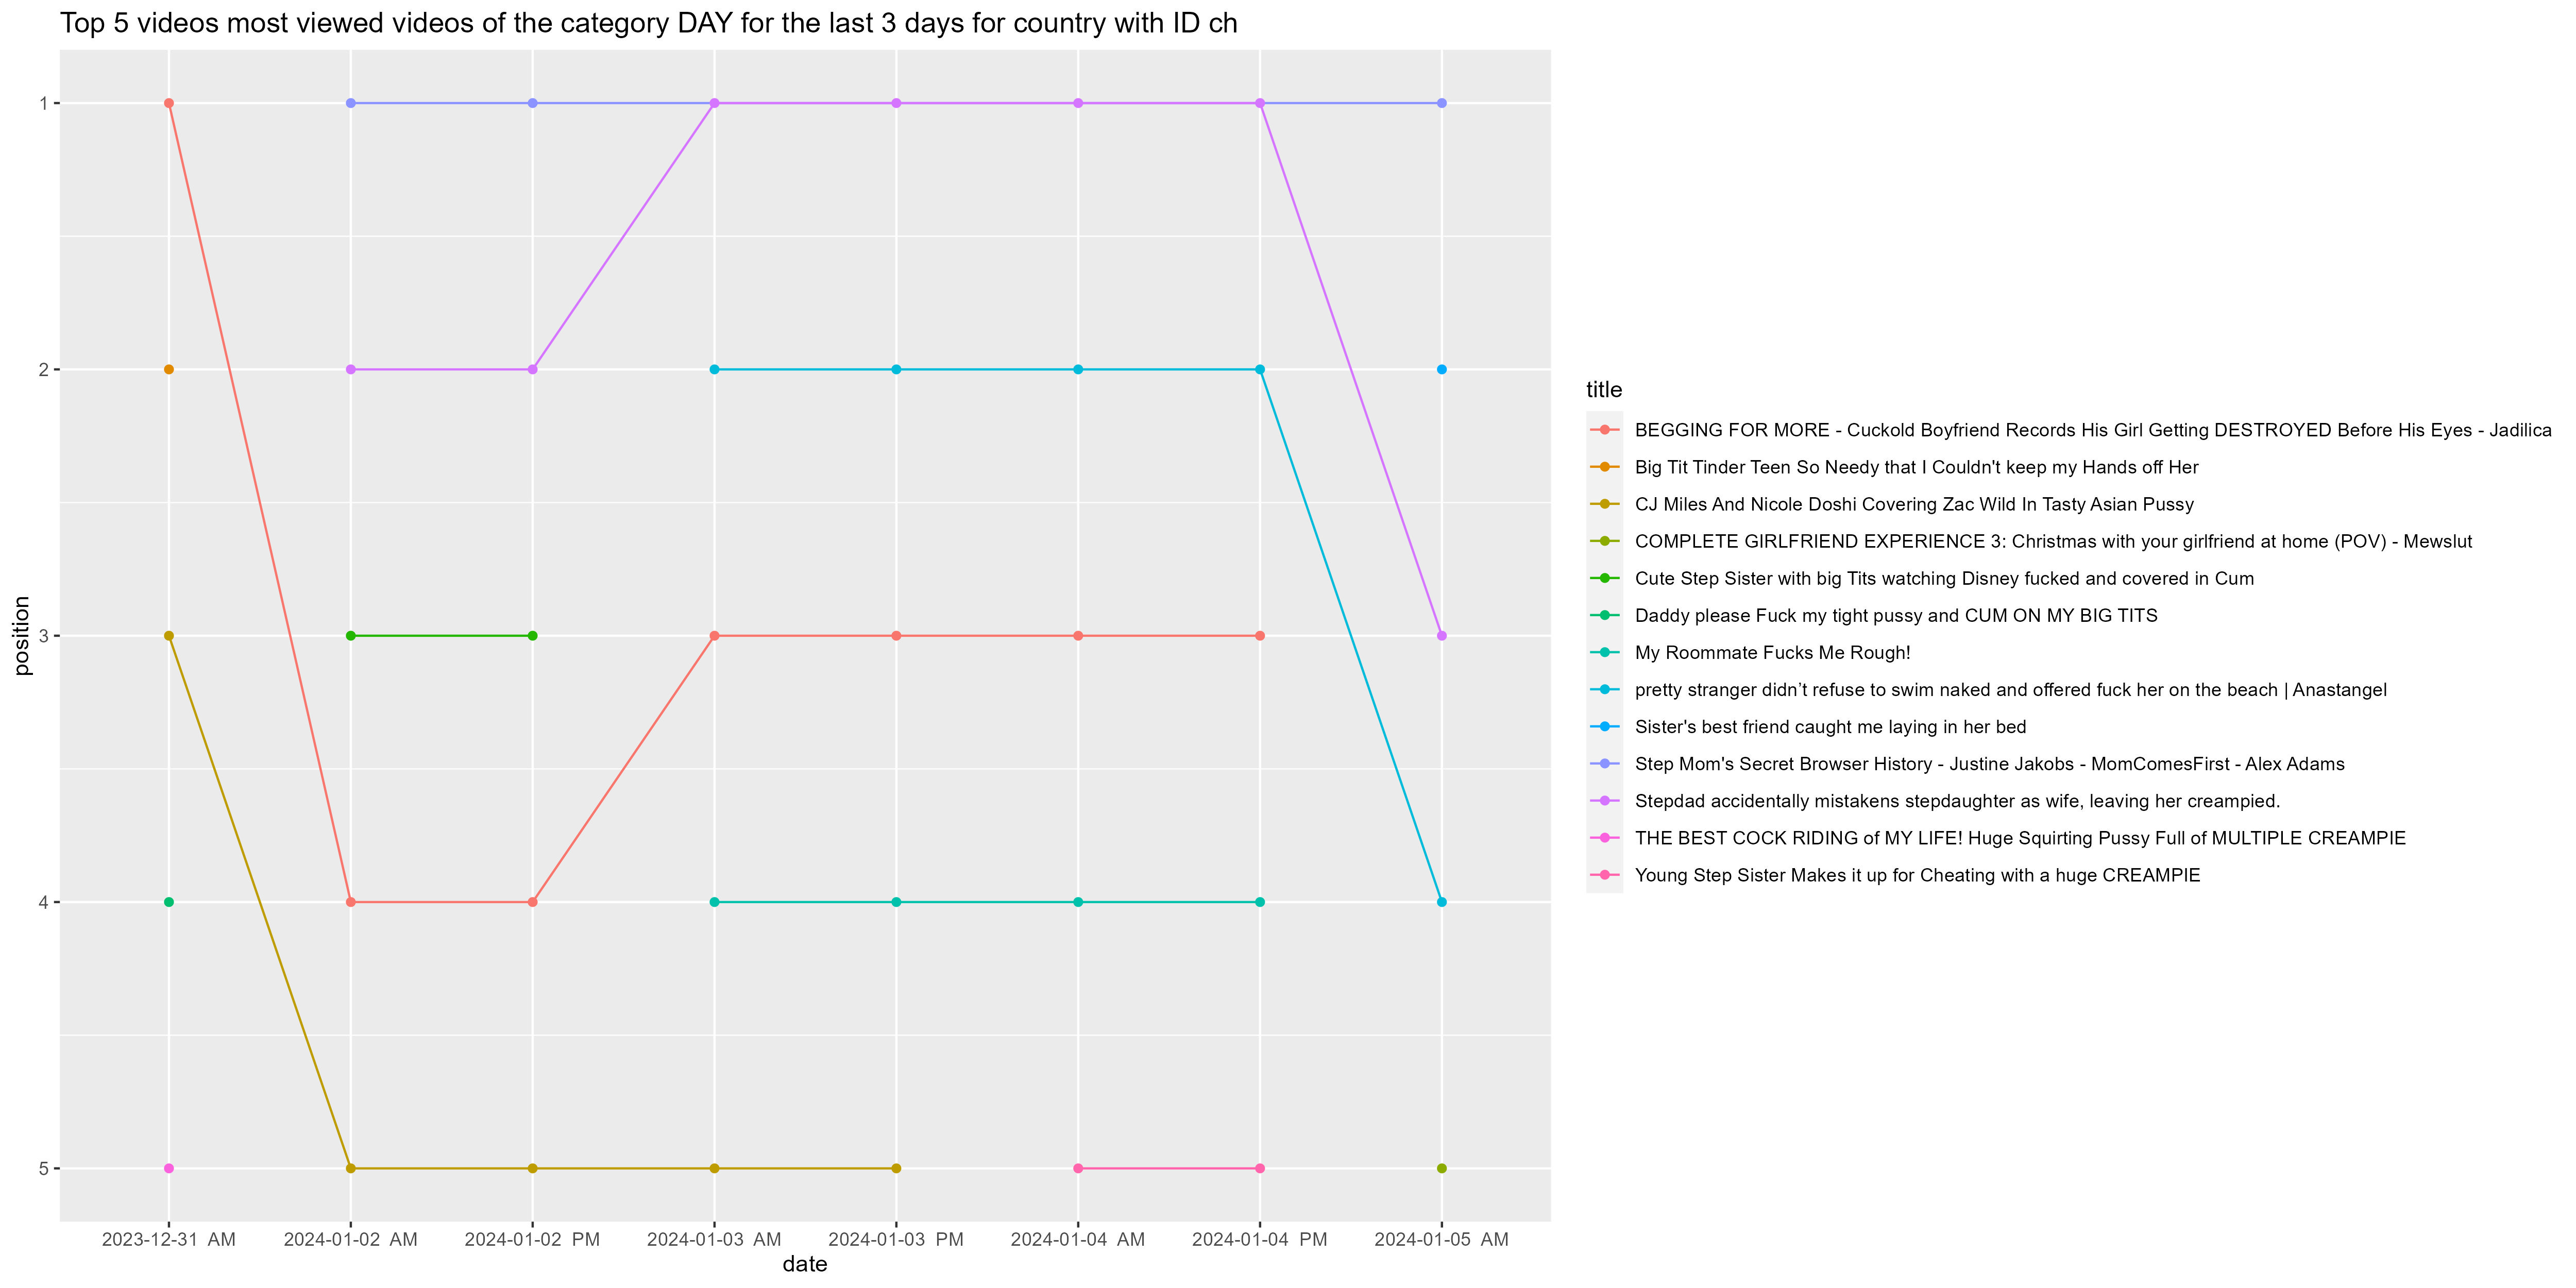 Top 5 videos most viewed videos of the category DAY for the last 3 days for country with ID ch
position
1
2
3
4
5
2023-12-31 AM
2024-01-02 AM
2024-01-02 PM
2024-01-03 AM
2024-01-03 PM
2024-01-04 AM
2024-01-04 PM
2024-01-05 AM
date
title
BEGGING FOR MORE - Cuckold Boyfriend Records His Girl Getting DESTROYED Before His Eyes - Jadilica
Big Tit Tinder Teen So Needy that I Couldn't keep my Hands off Her
CJ Miles And Nicole Doshi Covering Zac Wild In Tasty Asian Pussy
COMPLETE GIRLFRIEND EXPERIENCE 3: Christmas with your girlfriend at home (POV) - Mewslut
Cute Step Sister with big Tits watching Disney fucked and covered in Cum
Daddy please Fuck my tight pussy and CUM ON MY BIG TITS
My Roommate Fucks Me Rough!
pretty stranger didn’t refuse to swim naked and offered fuck her on the beach | Anastangel
Sister's best friend caught me laying in her bed
Step Mom's Secret Browser History - Justine Jakobs - MomComesFirst - Alex Adams
Stepdad accidentally mistakens stepdaughter as wife, leaving her creampied.
THE BEST COCK RIDING of MY LIFE! Huge Squirting Pussy Full of MULTIPLE CREAMPIE
Young Step Sister Makes it up for Cheating with a huge CREAMPIE